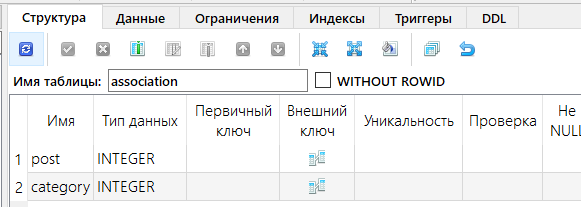 Структура Данные Ограничения Индексы Триггеры DDL
Имя таблицы: association WITHOUT ROWID
Имя Тип данных Первичный ключ Внешний ключ Уникальность Проверка Не NULL
1 post INTEGER
2 category INTEGER